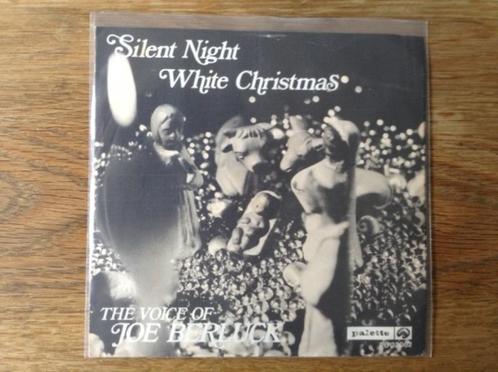 Silent Night
White Christmas
THE VOICE OF
JOE BERLUCK
palette